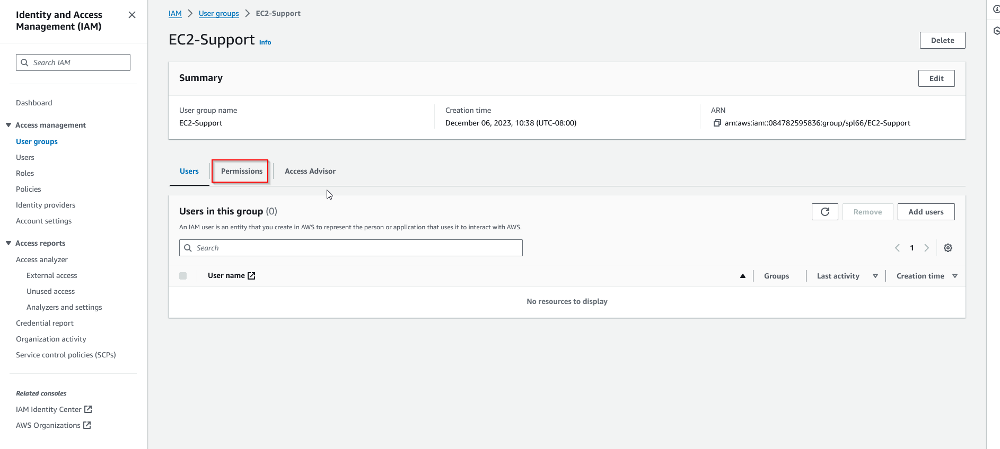 Identity and Access
Management (IAM)
Search IAM
Dashboard
Access management
User groups
Users
Roles
Policies
Identity providers
Account settings
Access reports
Access analyzer
External access
Unused access
Analyzers and settings
Credential report
Organization activity
Service control policies (SCPs)
Related consoles
IAM Identity Center
AWS Organizations
IAM > User groups > EC2-Support
EC2-Support Info
Delete
Summary
Edit
User group name
EC2-Support
Creation time
December 06, 2023, 10:38 (UTC-08:00)
ARN
arn:aws:iam::084782595836:group/spl66/EC2-Support
Users Permissions Access Advisor
Users in this group (0)
Remove Add users
An IAM user is an entity that you create in AWS to represent the person or application that uses it to interact with AWS.
Search
1
User name Groups Last activity Creation time
No resources to display